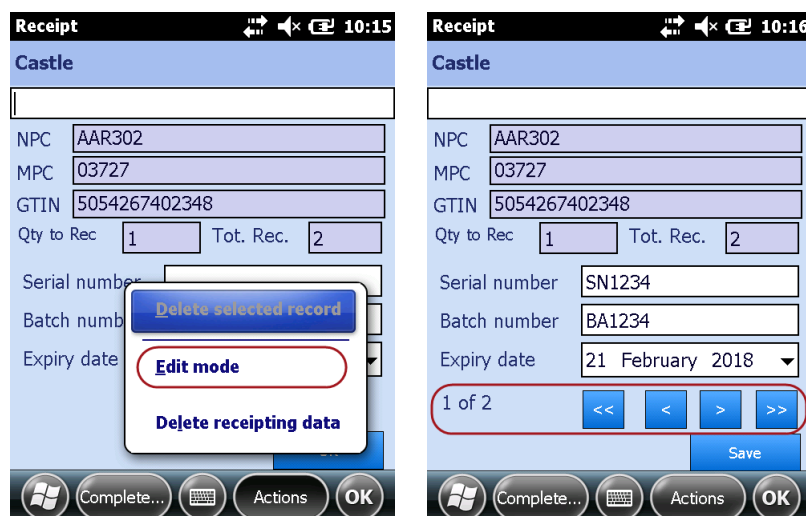 Receipt 10:15
Castle
NPC AAR302
MPC 03727
GTIN 5054267402348
Qty to Rec 1 Tot. Rec. 2
Serial number
Delete selected record
Batch numb
Edit mode
Expiry date
Delete receipting data
Complete... Actions OK
Receipt 10:16
Castle
NPC AAR302
MPC 03727
GTIN 5054267402348
Qty to Rec 1 Tot. Rec. 2
Serial number SN1234
Batch number BA1234
Expiry date 21 February 2018
1 of 2 << < > >>
Save
Complete... Actions OK